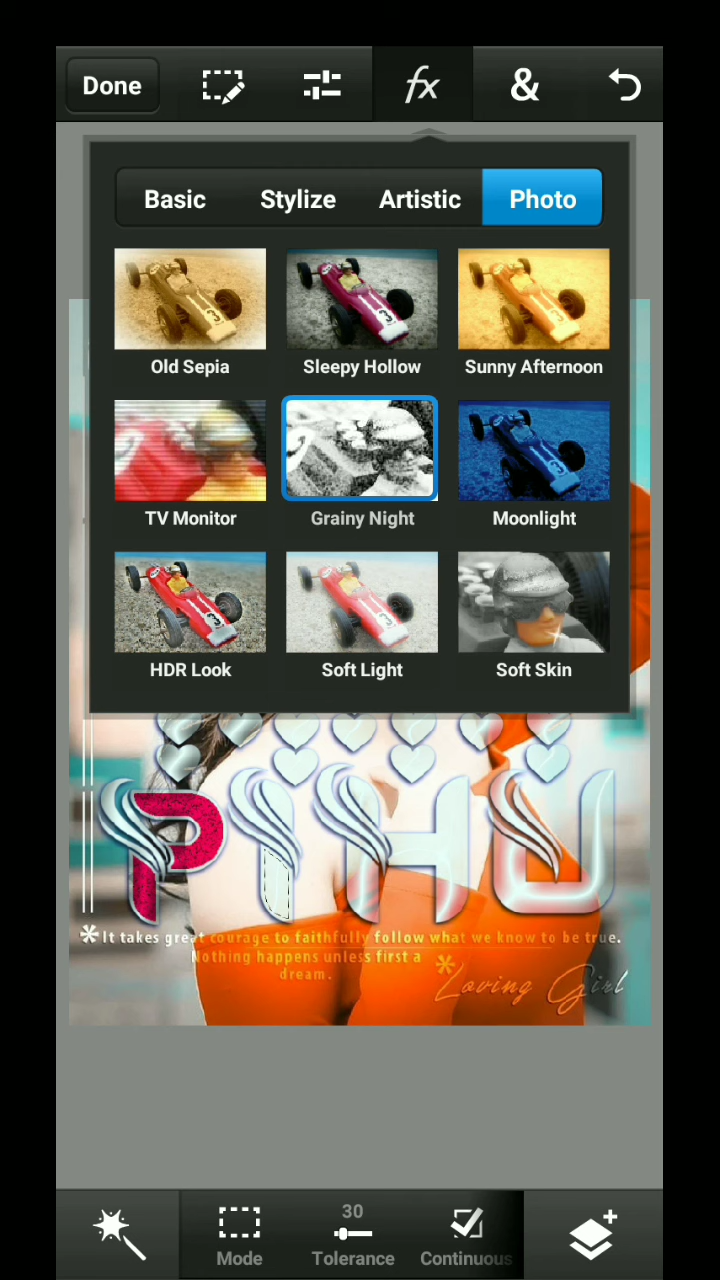 Done fx &
Basic Stylize Artistic Photo
Old Sepia Sleepy Hollow Sunny Afternoon
TV Monitor Grainy Night Moonlight
HDR Look Soft Light Soft Skin
PIHU
*It takes great courage to faithfully follow what we know to be true.
Nothing happens unless first a
dream.
*Loving Girl
30
Mode Tolerance Continuous